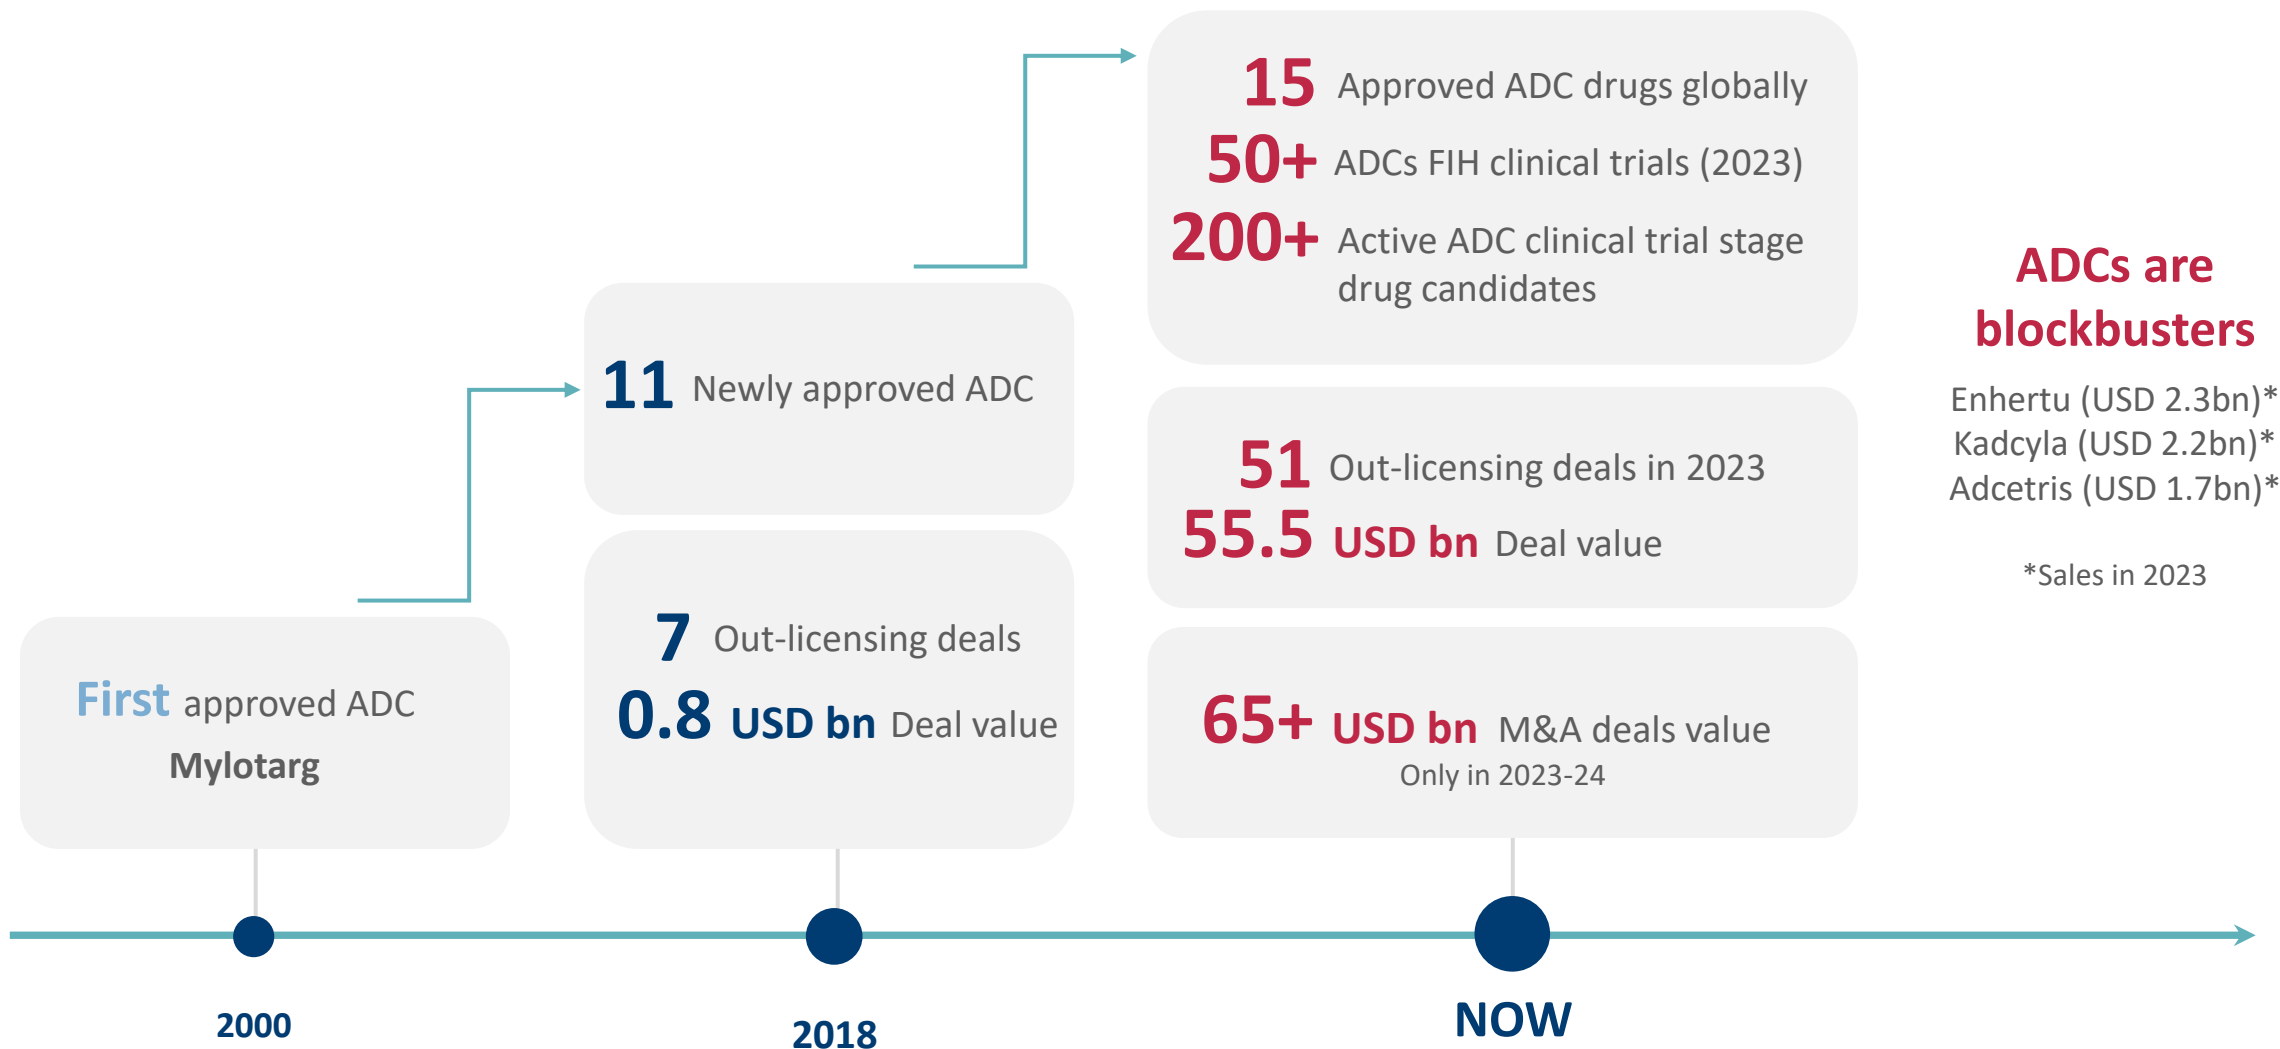 First approved ADC
Mylotarg
11 Newly approved ADC
7 Out-licensing deals
0.8 USD bn Deal value
15 Approved ADC drugs globally
50+ ADCs FIH clinical trials (2023)
200+ Active ADC clinical trial stage
drug candidates
51 Out-licensing deals in 2023
55.5 USD bn Deal value
65+ USD bn M&A deals value
Only in 2023-24
ADCs are
blockbusters
Enhertu (USD 2.3bn)*
Kadcyla (USD 2.2bn)*
Adcetris (USD 1.7bn)*
*Sales in 2023
2000
2018
NOW